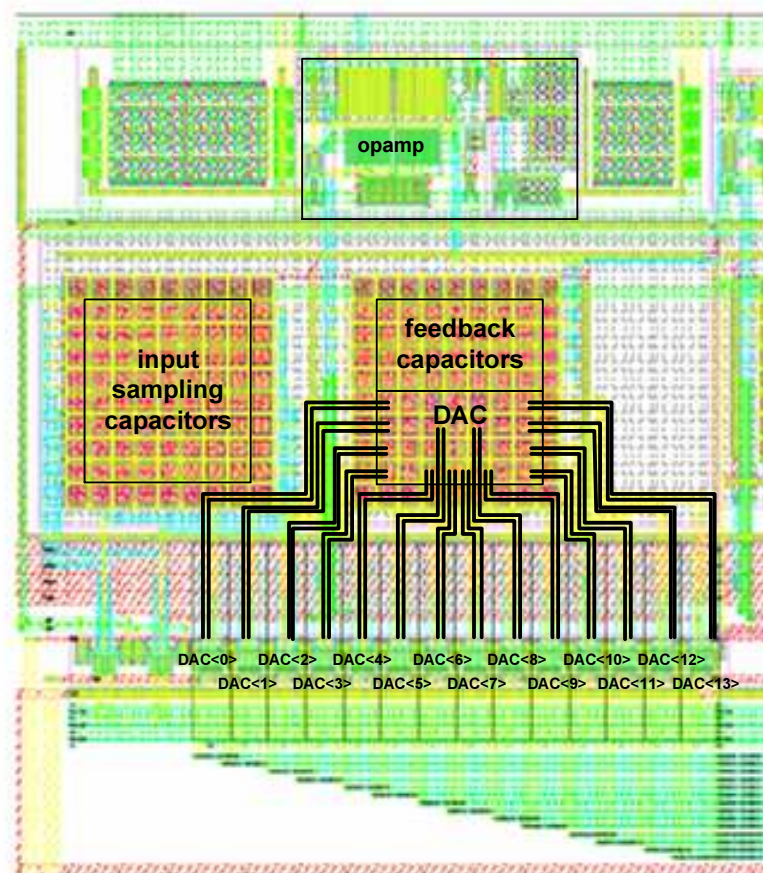 opamp
input
sampling
capacitors
feedback
capacitors
DAC
DAC<0> DAC<2> DAC<4> DAC<6> DAC<8> DAC<10> DAC<12>
DAC<1> DAC<3> DAC<5> DAC<7> DAC<9> DAC<11> DAC<13>